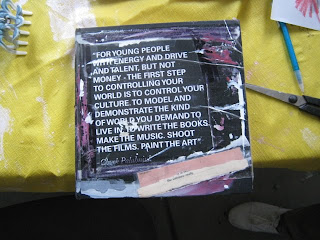 "FOR YOUNG PEOPLE
WITH ENERGY AND DRIVE
AND TALENT, BUT NOT
MONEY - THE FIRST STEP
TO CONTROLLING YOUR
WORLD IS TO CONTROL YOUR
CULTURE. TO MODEL AND
DEMONSTRATE THE KIND
OF WORLD YOU DEMAND TO
LIVE IN. TO WRITE THE BOOKS.
MAKE THE MUSIC. SHOOT
THE FILMS. PAINT THE ART"
Chuck Palahniuk